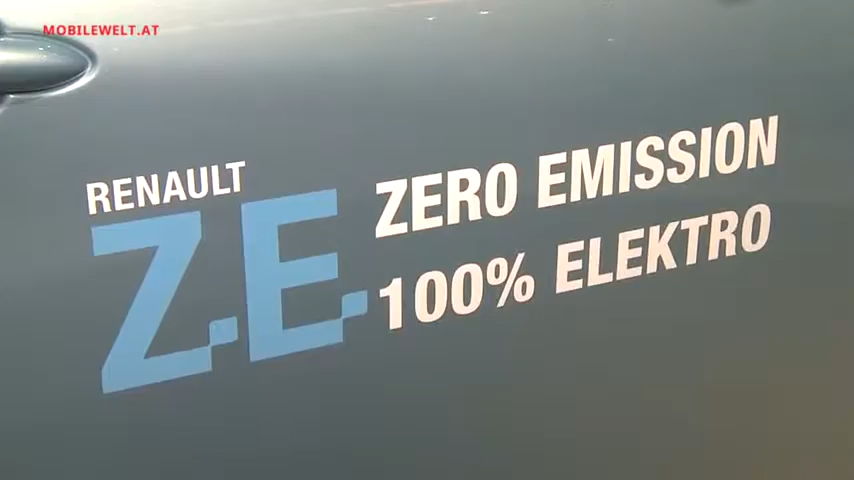 MOBILEWELT.AT
RENAULT
Z.E.
ZERO EMISSION
100% ELEKTRO